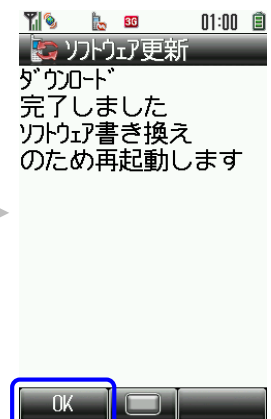 3G 01:00
ソフトウェア更新
ダウンロード
完了しました
ソフトウェア書き換え
のため再起動します
OK